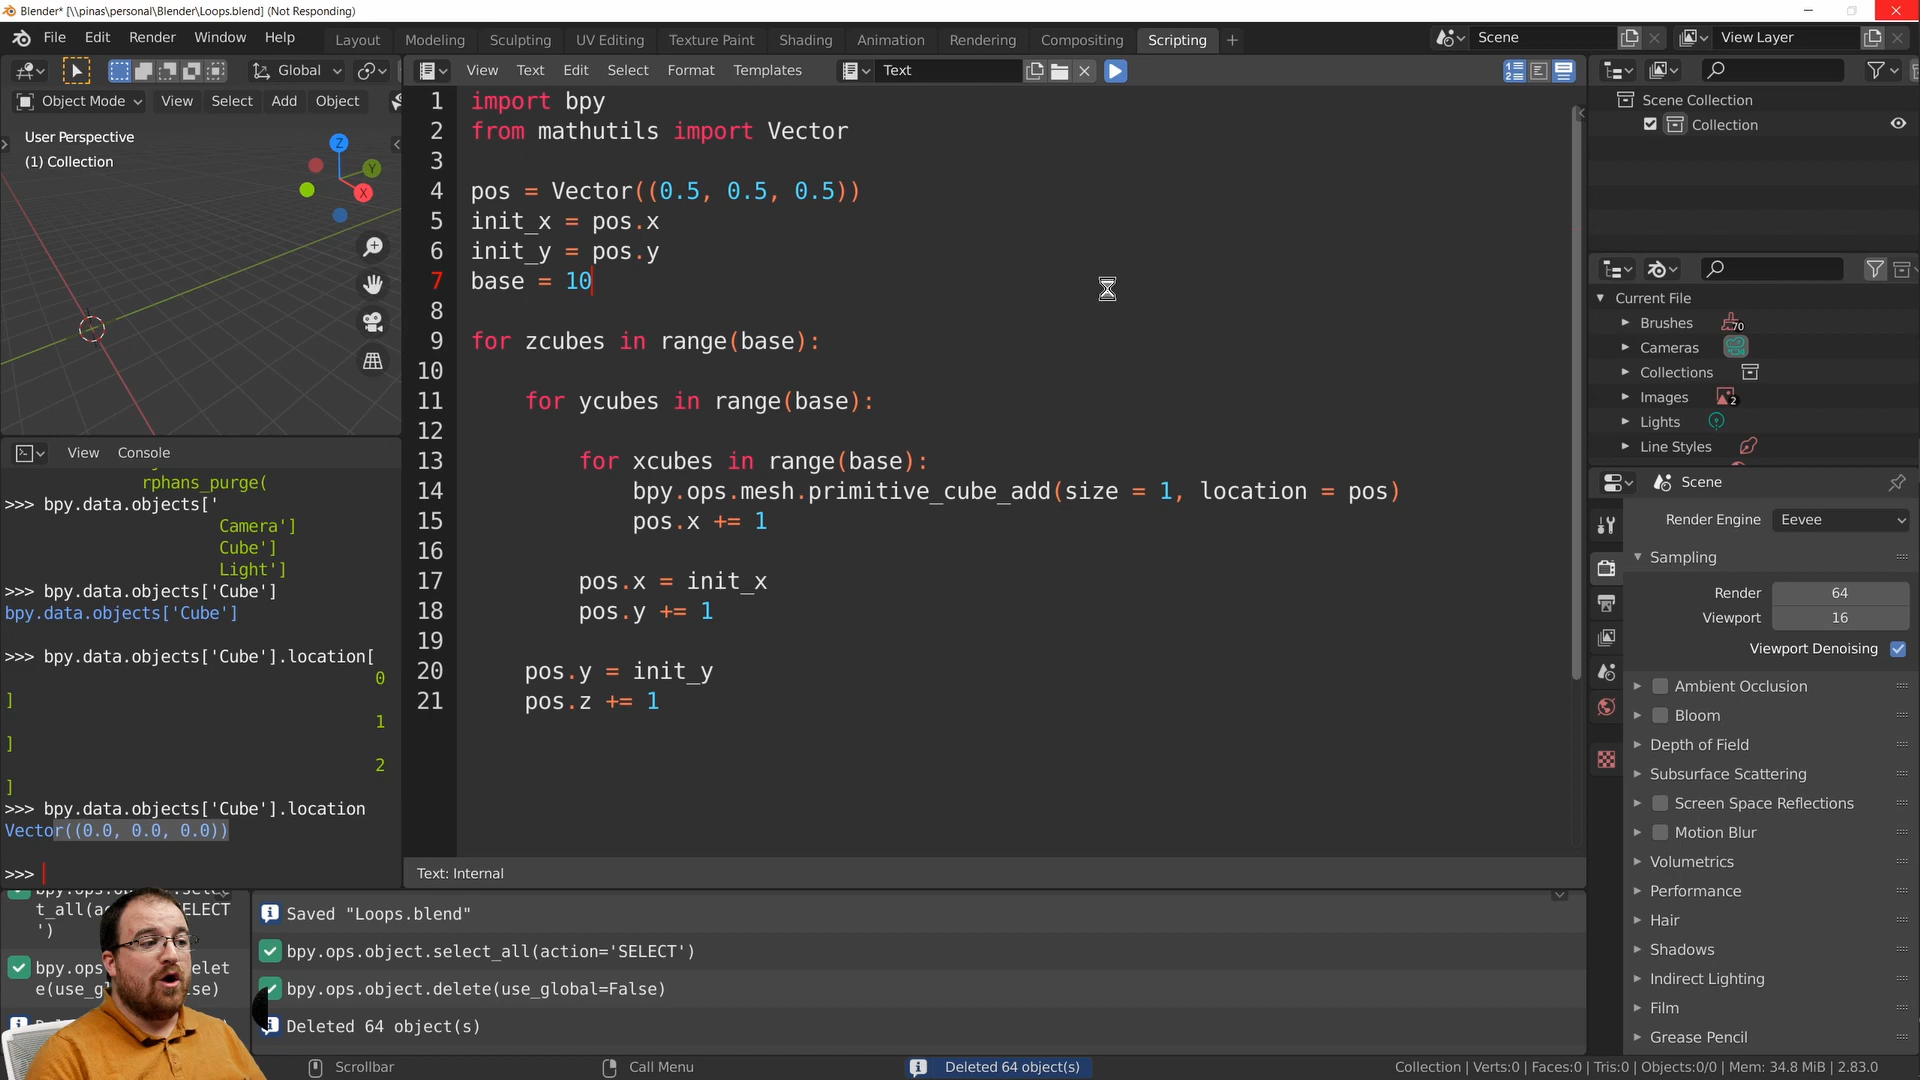 Blender* [\\pinas\personal\Blender\Loops.blend] (Not Responding)
File Edit Render Window Help Layout Modeling Sculpting UV Editing Texture Paint Shading Animation Rendering Compositing Scripting + Scene View Layer
Global View Text Edit Select Format Templates Text
Object Mode View Select Add Object
User Perspective
(1) Collection
Z
Y
X
1 import bpy
2 from mathutils import Vector
3
4 pos = Vector((0.5, 0.5, 0.5))
5 init_x = pos.x
6 init_y = pos.y
7 base = 10
8
9 for zcubes in range(base):
10
11 for ycubes in range(base):
12
13 for xcubes in range(base):
14 bpy.ops.mesh.primitive_cube_add(size = 1, location = pos)
15 pos.x += 1
16
17 pos.x = init_x
18 pos.y += 1
19
20 pos.y = init_y
21 pos.z += 1
Text: Internal
View Console
rphans_purge(
>>> bpy.data.objects['
Camera']
Cube']
Light']
>>> bpy.data.objects['Cube']
bpy.data.objects['Cube']
>>> bpy.data.objects['Cube'].location[
0
]
1
]
2
]
>>> bpy.data.objects['Cube'].location
Vector((0.0, 0.0, 0.0))
>>>
t_all(ac
ELECT
')
bpy.ops
elet
e(use_g
Saved "Loops.blend"
bpy.ops.object.select_all(action='SELECT')
bpy.ops.object.delete(use_global=False)
Deleted 64 object(s)
Scene Collection
Collection
Current File
Brushes 70
Cameras
Collections
Images 2
Lights
Line Styles
Scene
Render Engine Eevee
Sampling
Render 64
Viewport 16
Viewport Denoising
Ambient Occlusion
Bloom
Depth of Field
Subsurface Scattering
Screen Space Reflections
Motion Blur
Volumetrics
Performance
Hair
Shadows
Indirect Lighting
Film
Grease Pencil
Scrollbar Call Menu Deleted 64 object(s) Collection | Verts:0 | Faces:0 | Tris:0 | Objects:0/0 | Mem: 34.8 MiB | 2.83.0